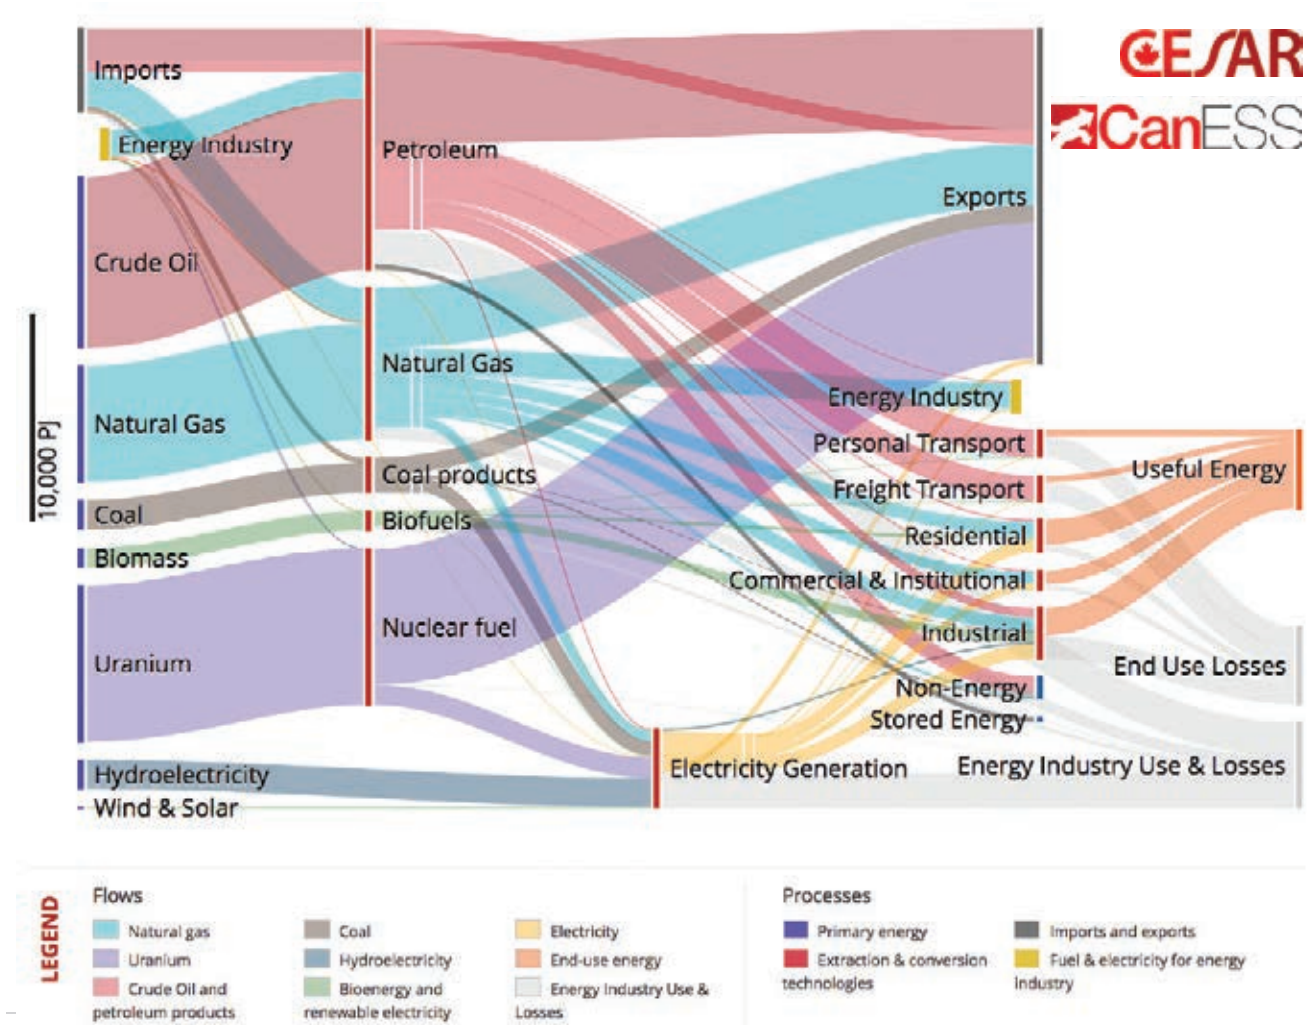 CESAR
CanESS
Imports
Energy Industry
Crude Oil
Natural Gas
Coal
Biomass
Uranium
Hydroelectricity
Wind & Solar
10,000 PJ
Petroleum
Natural Gas
Coal products
Biofuels
Nuclear fuel
Electricity Generation
Exports
Energy Industry
Personal Transport
Freight Transport
Residential
Commercial & Institutional
Industrial
Non-Energy
Stored Energy
Useful Energy
End Use Losses
Energy Industry Use & Losses
LEGEND
Flows
Natural gas
Uranium
Crude Oil and
petroleum products
Coal
Hydroelectricity
Bioenergy and
renewable electricity
Electricity
End-use energy
Energy Industry Use &
Losses
Processes
Primary energy
Extraction & conversion
technologies
Imports and exports
Fuel & electricity for energy
industry